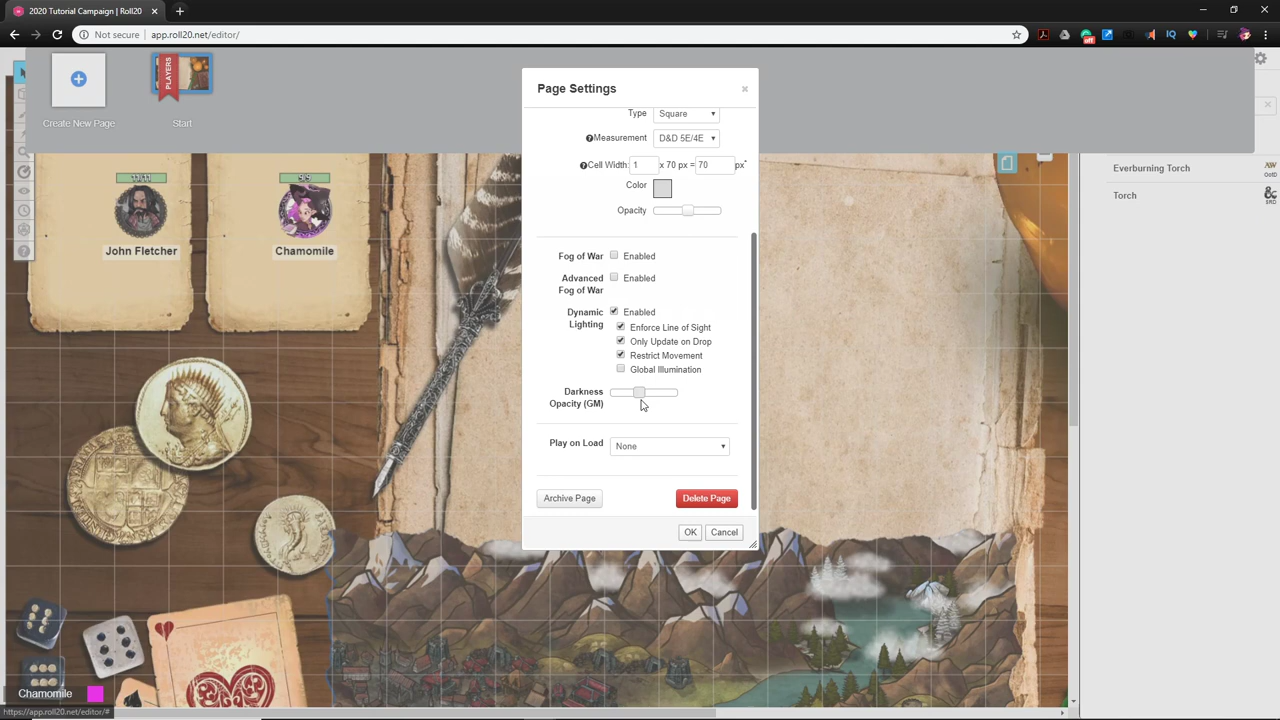 2020 Tutorial Campaign | Roll20
Not secure app.roll20.net/editor/
PLAYERS
Create New Page
Start
Page Settings
Type Square
Measurement D&D 5E/4E
Cell Width: 1 x 70 px = 70 px*
Color
Opacity
Fog of War Enabled
Advanced Fog of War Enabled
Dynamic Lighting Enabled
Enforce Line of Sight
Only Update on Drop
Restrict Movement
Global Illumination
Darkness Opacity (GM)
Play on Load None
Archive Page
Delete Page
OK
Cancel
John Fletcher
Chamomile
Everburning Torch
OotD
Torch
SRD
Chamomile
https://app.roll20.net/editor/#